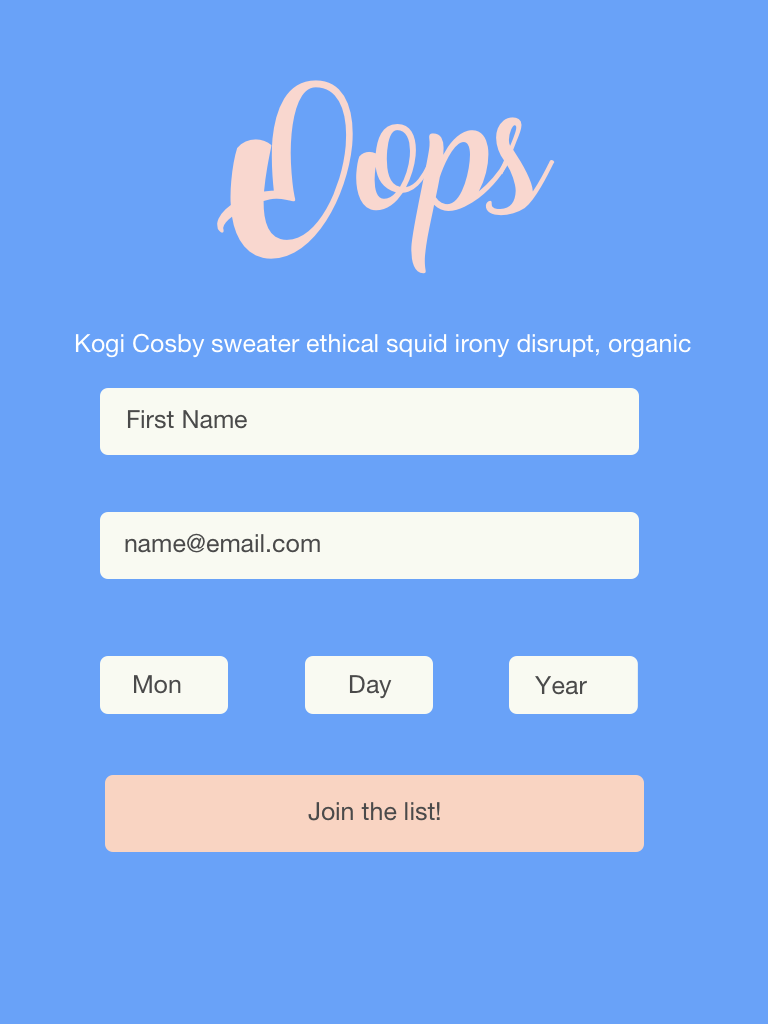 Oops
Kogi Cosby sweater ethical squid irony disrupt, organic
First Name
name@email.com
Mon Day Year
Join the list!